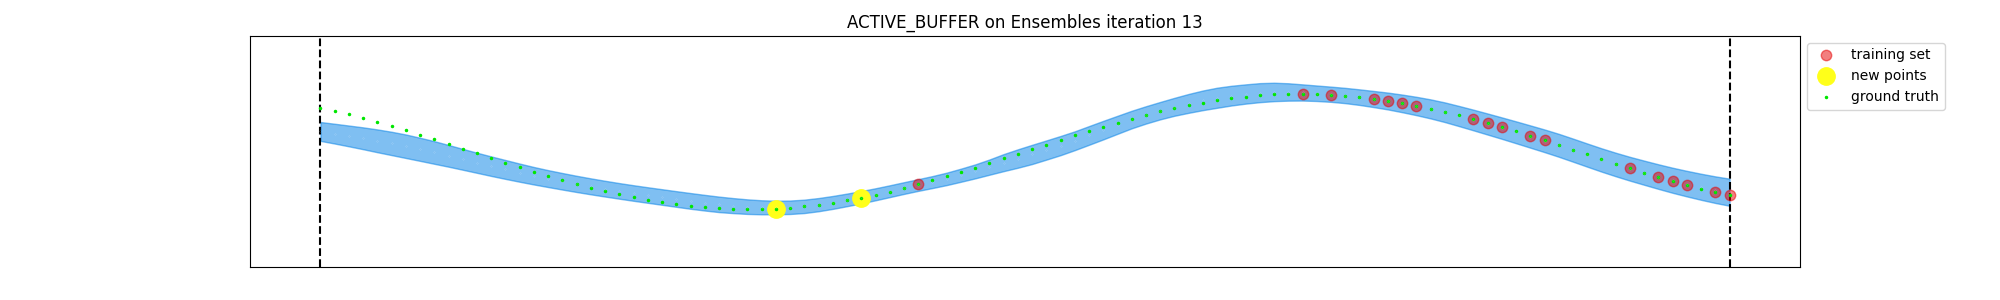 ACTIVE_BUFFER on Ensembles iteration 13
training set
new points
ground truth